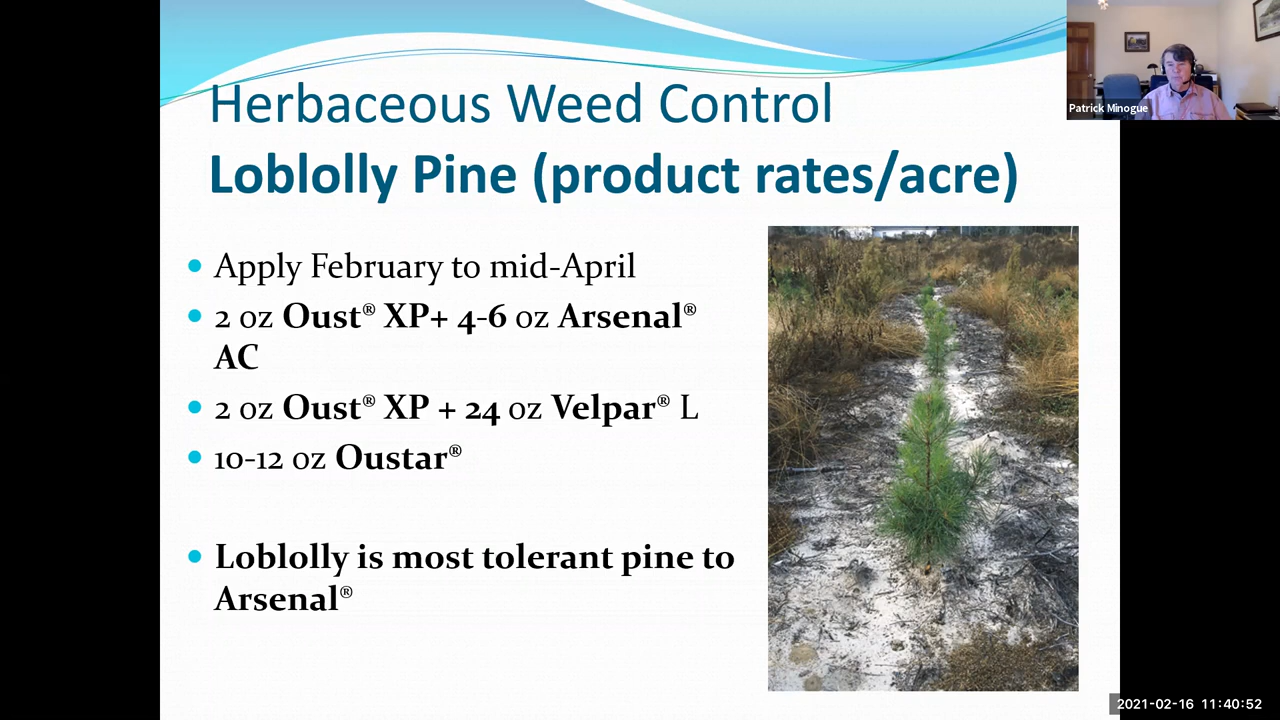 Herbaceous Weed Control
Loblolly Pine (product rates/acre)
Patrick Minogue
• Apply February to mid-April
• 2 oz Oust® XP+ 4-6 oz Arsenal®
AC
• 2 oz Oust® XP + 24 oz Velpar® L
• 10-12 oz Oustar®
• Loblolly is most tolerant pine to
Arsenal®
2021-02-16 11:40:52